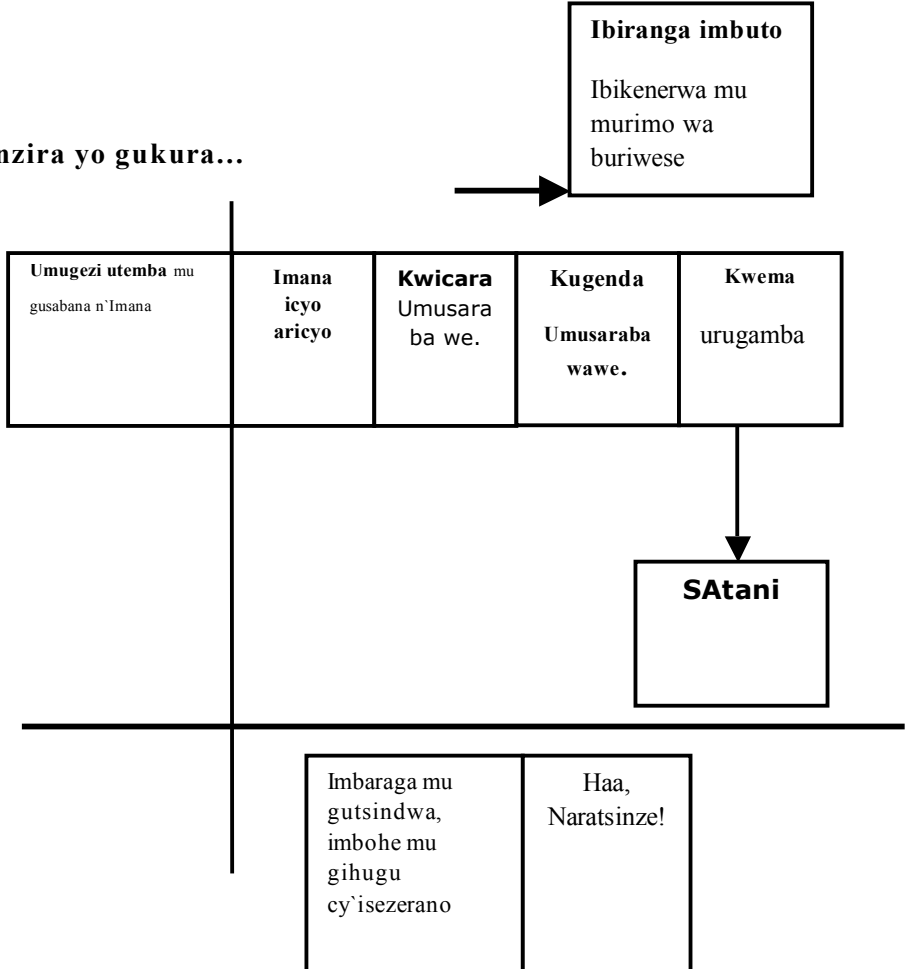 Ibiranga imbuto
Ibikenerwa mu
murimo wa
buriwese
nzira yo gukura...
Umugezi utemba mu
gusabana n`Imana
Imana
icyo
aricyo
Kwicara
Umusara
ba we.
Kugenda
Umusaraba
wawe.
Kwema
urugamba
SAtani
Imbaraga mu
gutsindwa,
imbohe mu
gihugu
cy`isezerano
Haa,
Naratsinze!